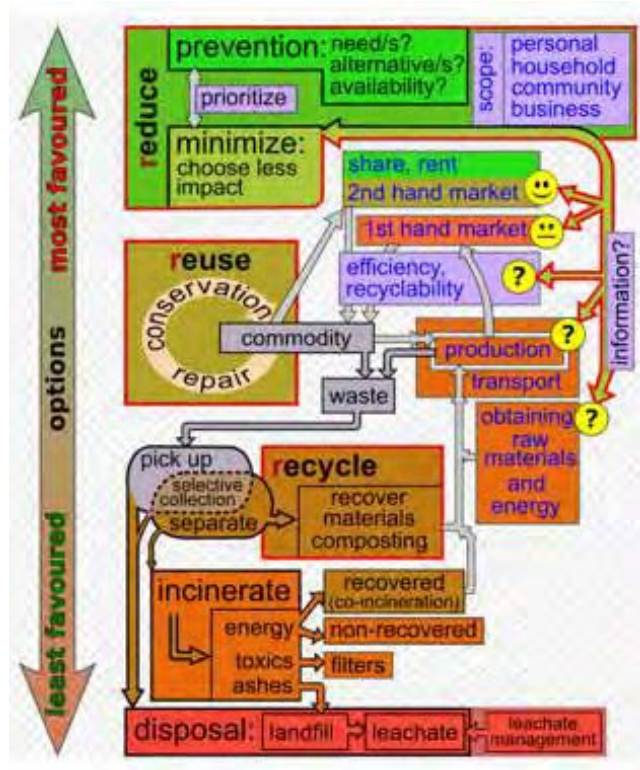 prevention: need/s?
alternative/s?
availability?
scope:
personal
household
community
business
prioritize
reduce
minimize:
choose less
impact
share, rent
2nd hand market
1st hand market
efficiency,
recyclability
?
information?
reuse
conservation
repair
commodity
production
?
transport
waste
obtaining
raw
materials
and
energy
?
pick up
selective
collection
separate
recycle
recover
materials
composting
incinerate
energy
toxics
ashes
recovered
(co-incineration)
non-recovered
filters
disposal:
landfill
leachate
leachate
management
most favoured
options
least favoured